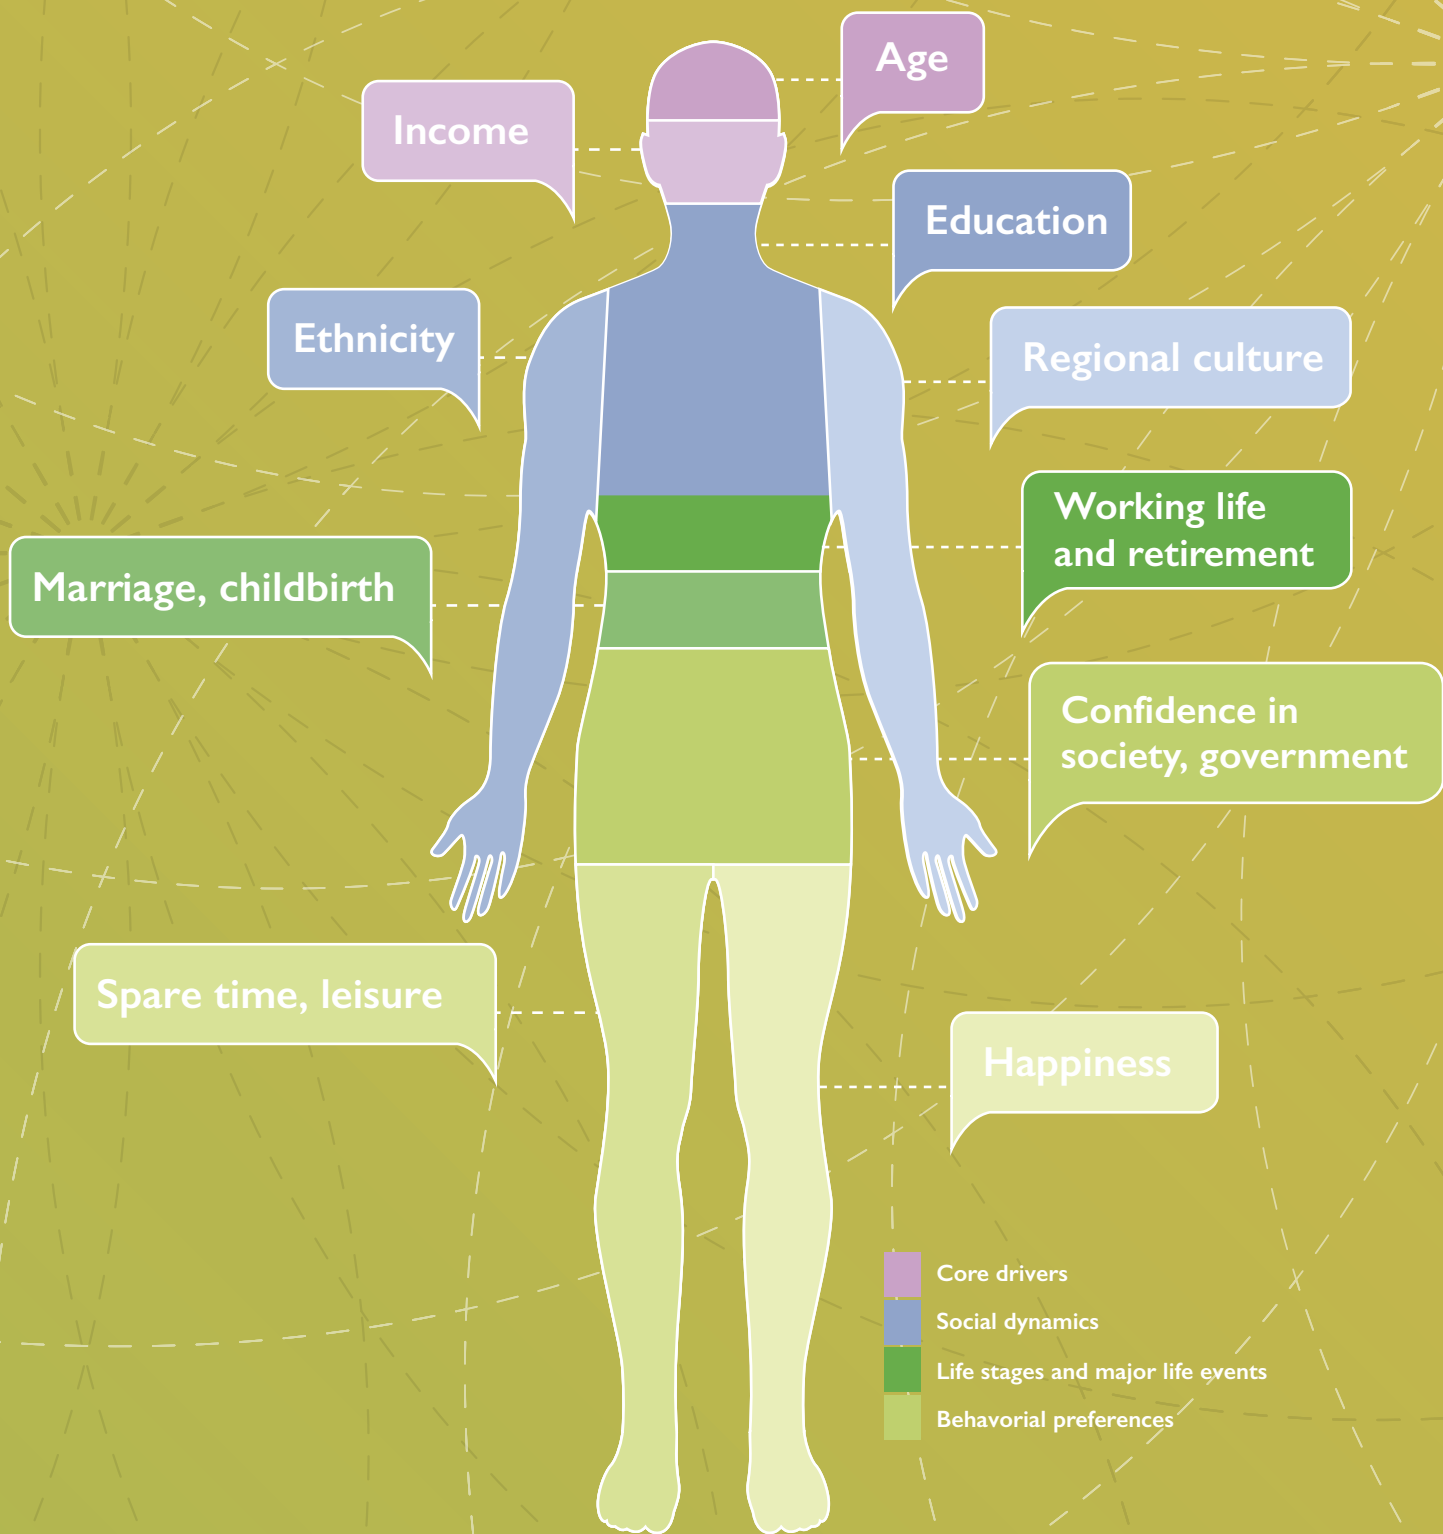 Age
Income
Education
Ethnicity
Regional culture
Working life
and retirement
Marriage, childbirth
Confidence in
society, government
Spare time, leisure
Happiness
Core drivers
Social dynamics
Life stages and major life events
Behavorial preferences